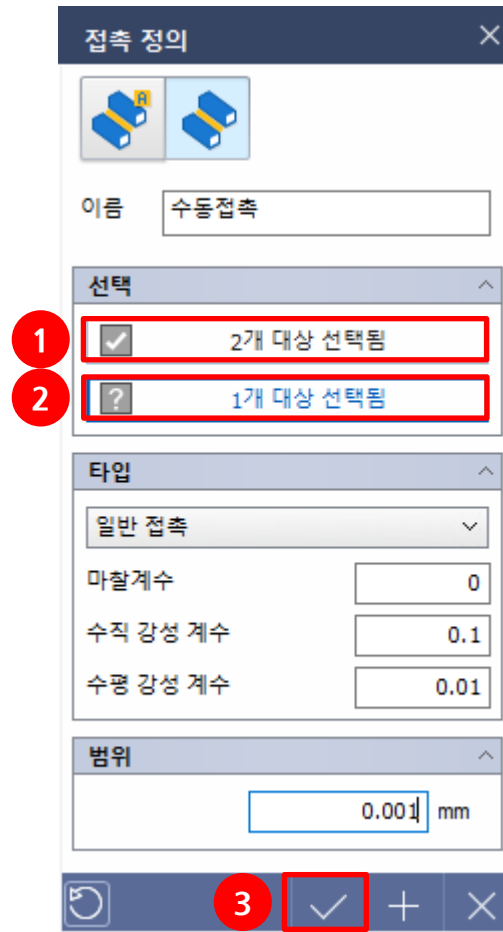 접촉 정의
A
이름 수동접촉
선택
1 2개 대상 선택됨
2 ? 1개 대상 선택됨
타입
일반 접촉
마찰계수 0
수직 강성 계수 0.1
수평 강성 계수 0.01
범위
0.001 mm
3